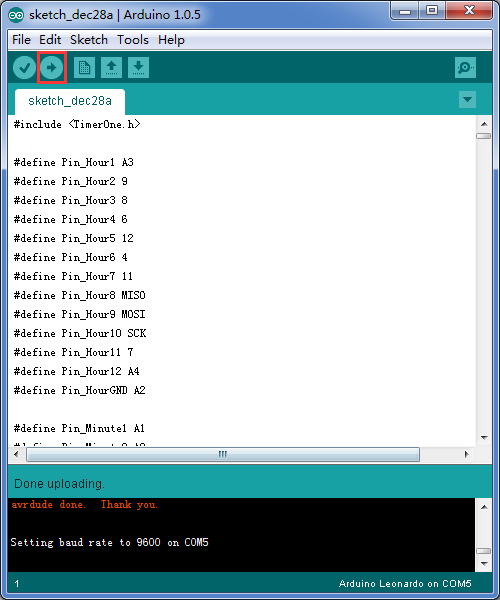 sketch_dec28a | Arduino 1.0.5
File Edit Sketch Tools Help
sketch_dec28a
#include <TimerOne.h>
#define Pin_Hour1 A3
#define Pin_Hour2 9
#define Pin_Hour3 8
#define Pin_Hour4 6
#define Pin_Hour5 12
#define Pin_Hour6 4
#define Pin_Hour7 11
#define Pin_Hour8 MISO
#define Pin_Hour9 MOSI
#define Pin_Hour10 SCK
#define Pin_Hour11 7
#define Pin_Hour12 A4
#define Pin_HourGND A2
#define Pin_Minute1 A1
Done uploading.
avrdude done.  Thank you.
Setting baud rate to 9600 on COM5
1 Arduino Leonardo on COM5